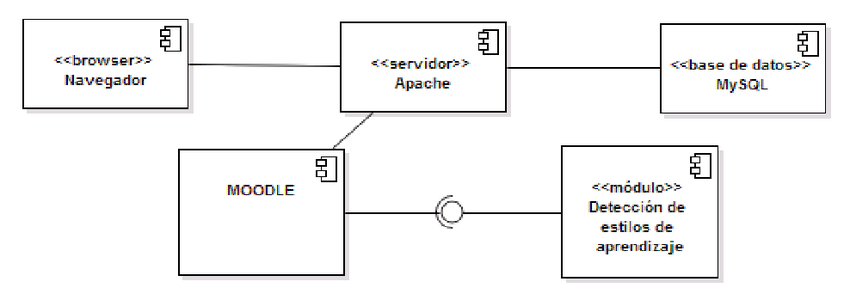 <<browser>>
Navegador
<<servidor>>
Apache
<<base de datos>>
MySQL
MOODLE
<<módulo>>
Detección de
estilos de
aprendizaje